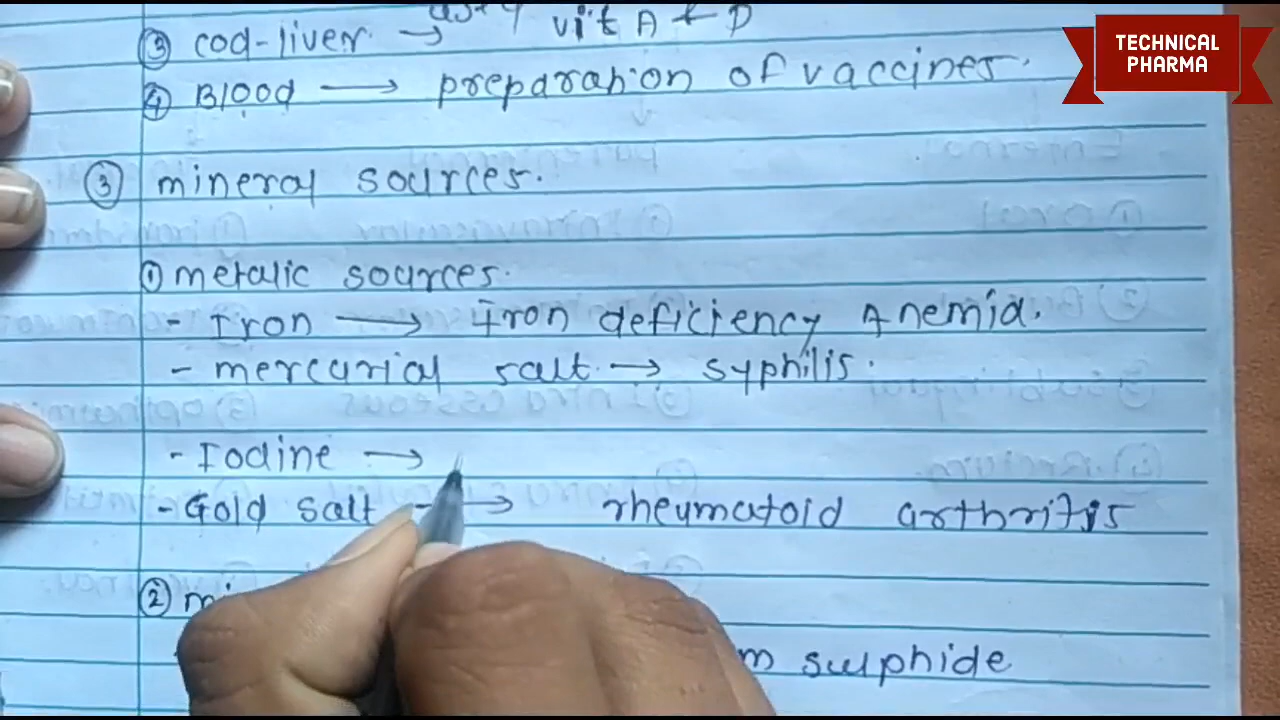 ③ cod-liver → vit A & D
④ Blood → preparation of vaccines.
③ mineral sources.
① metalic sources.
- Iron → Iron deficiency Anemia.
- mercurial salt → syphilis.
- Iodine →
- Gold salt → rheumatoid arthritis
② mi
m sulphide
TECHNICAL
PHARMA